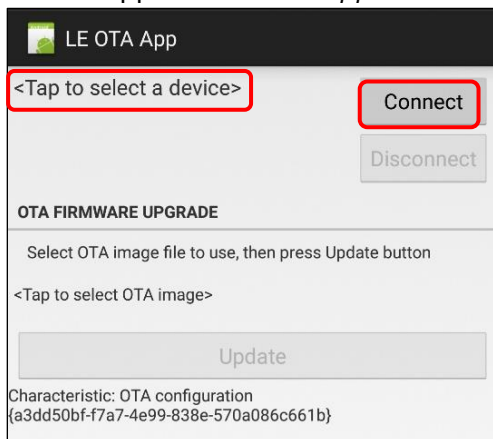 LE OTA App
<Tap to select a device>
Connect
Disconnect
OTA FIRMWARE UPGRADE
Select OTA image file to use, then press Update button
<Tap to select OTA image>
Update
Characteristic: OTA configuration
{a3dd50bf-f7a7-4e99-838e-570a086c661b}